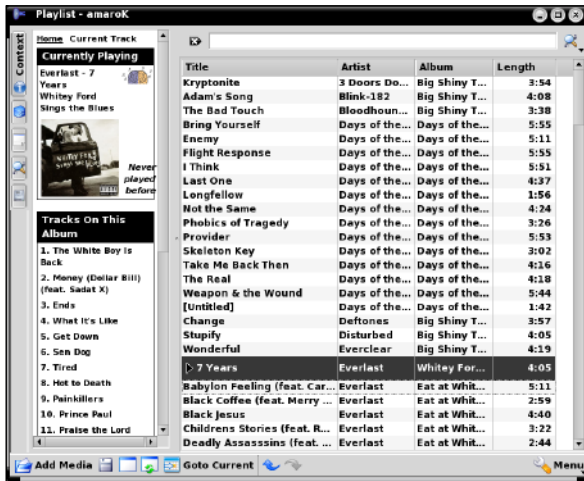 Playlist - amaroK
Context
Home Current Track
Currently Playing
Everlast - 7
Years
Whitey Ford
Sings the Blues
Never
played
before
Tracks On This
Album
1. The White Boy Is
Back
2. Money (Dollar Bill)
(feat. Sadat X)
3. Ends
4. What It's Like
5. Get Down
6. Sen Dog
7. Tired
8. Hot to Death
9. Painkillers
10. Prince Paul
11. Praise the Lord
Title Artist Album Length
Kryptonite 3 Doors Do... Big Shiny T... 3:54
Adam's Song Blink-182 Big Shiny T... 4:08
The Bad Touch Bloodhoun... Big Shiny T... 3:38
Bring Yourself Days of the... Days of the... 5:55
Enemy Days of the... Days of the... 5:11
Flight Response Days of the... Days of the... 5:55
I Think Days of the... Days of the... 5:51
Last One Days of the... Days of the... 4:37
Longfellow Days of the... Days of the... 1:56
Not the Same Days of the... Days of the... 4:24
Phobics of Tragedy Days of the... Days of the... 3:26
Provider Days of the... Days of the... 5:53
Skeleton Key Days of the... Days of the... 3:02
Take Me Back Then Days of the... Days of the... 4:16
The Real Days of the... Days of the... 4:18
Weapon & the Wound Days of the... Days of the... 5:44
[Untitled] Days of the... Days of the... 1:42
Change Deftones Big Shiny T... 3:57
Stupify Disturbed Big Shiny T... 4:05
Wonderful Everclear Big Shiny T... 4:19
7 Years Everlast Whitey For... 4:05
Babylon Feeling (feat. Car... Everlast Eat at Whit... 5:11
Black Coffee (feat. Merry ... Everlast Eat at Whit... 2:59
Black Jesus Everlast Eat at Whit... 4:40
Childrens Stories (feat. R... Everlast Eat at Whit... 3:22
Deadly Assassins (feat. ... Everlast Eat at Whit... 2:44
Add Media Goto Current Menu